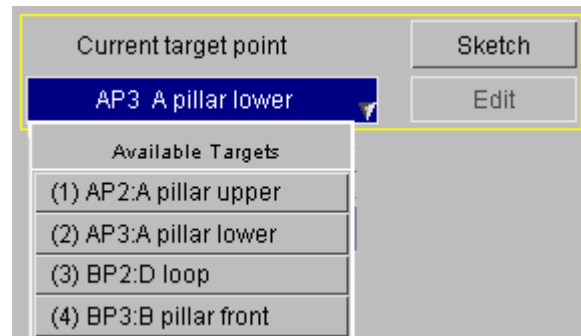 Current target point Sketch
AP3 A pillar lower Edit
Available Targets
(1) AP2:A pillar upper
(2) AP3:A pillar lower
(3) BP2:D loop
(4) BP3:B pillar front